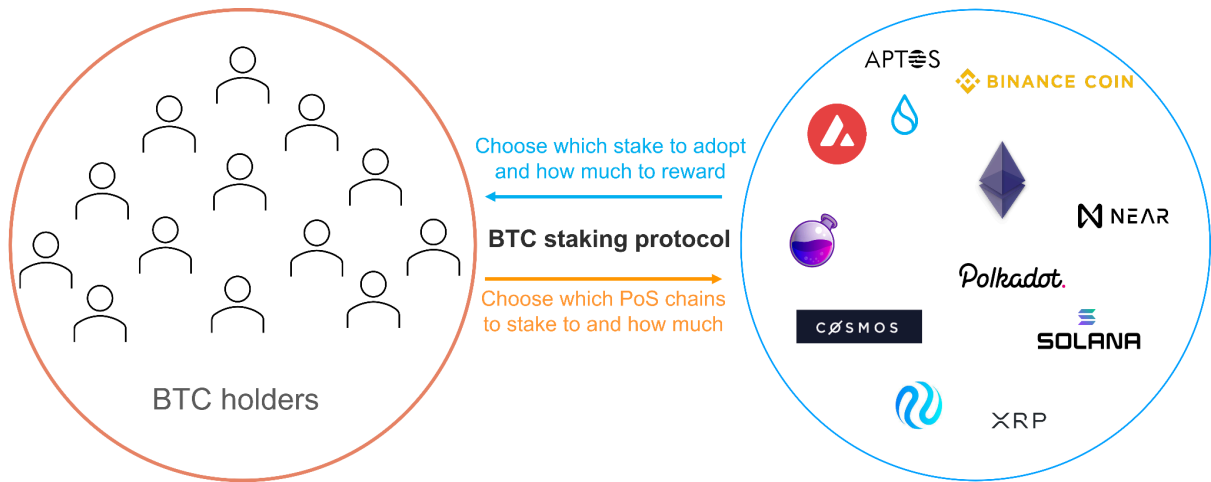 APTOS
BINANCE COIN
Choose which stake to adopt
and how much to reward
NEAR
BTC staking protocol
Polkadot.
Choose which PoS chains
to stake to and how much
COSMOS
SOLANA
BTC holders
XRP